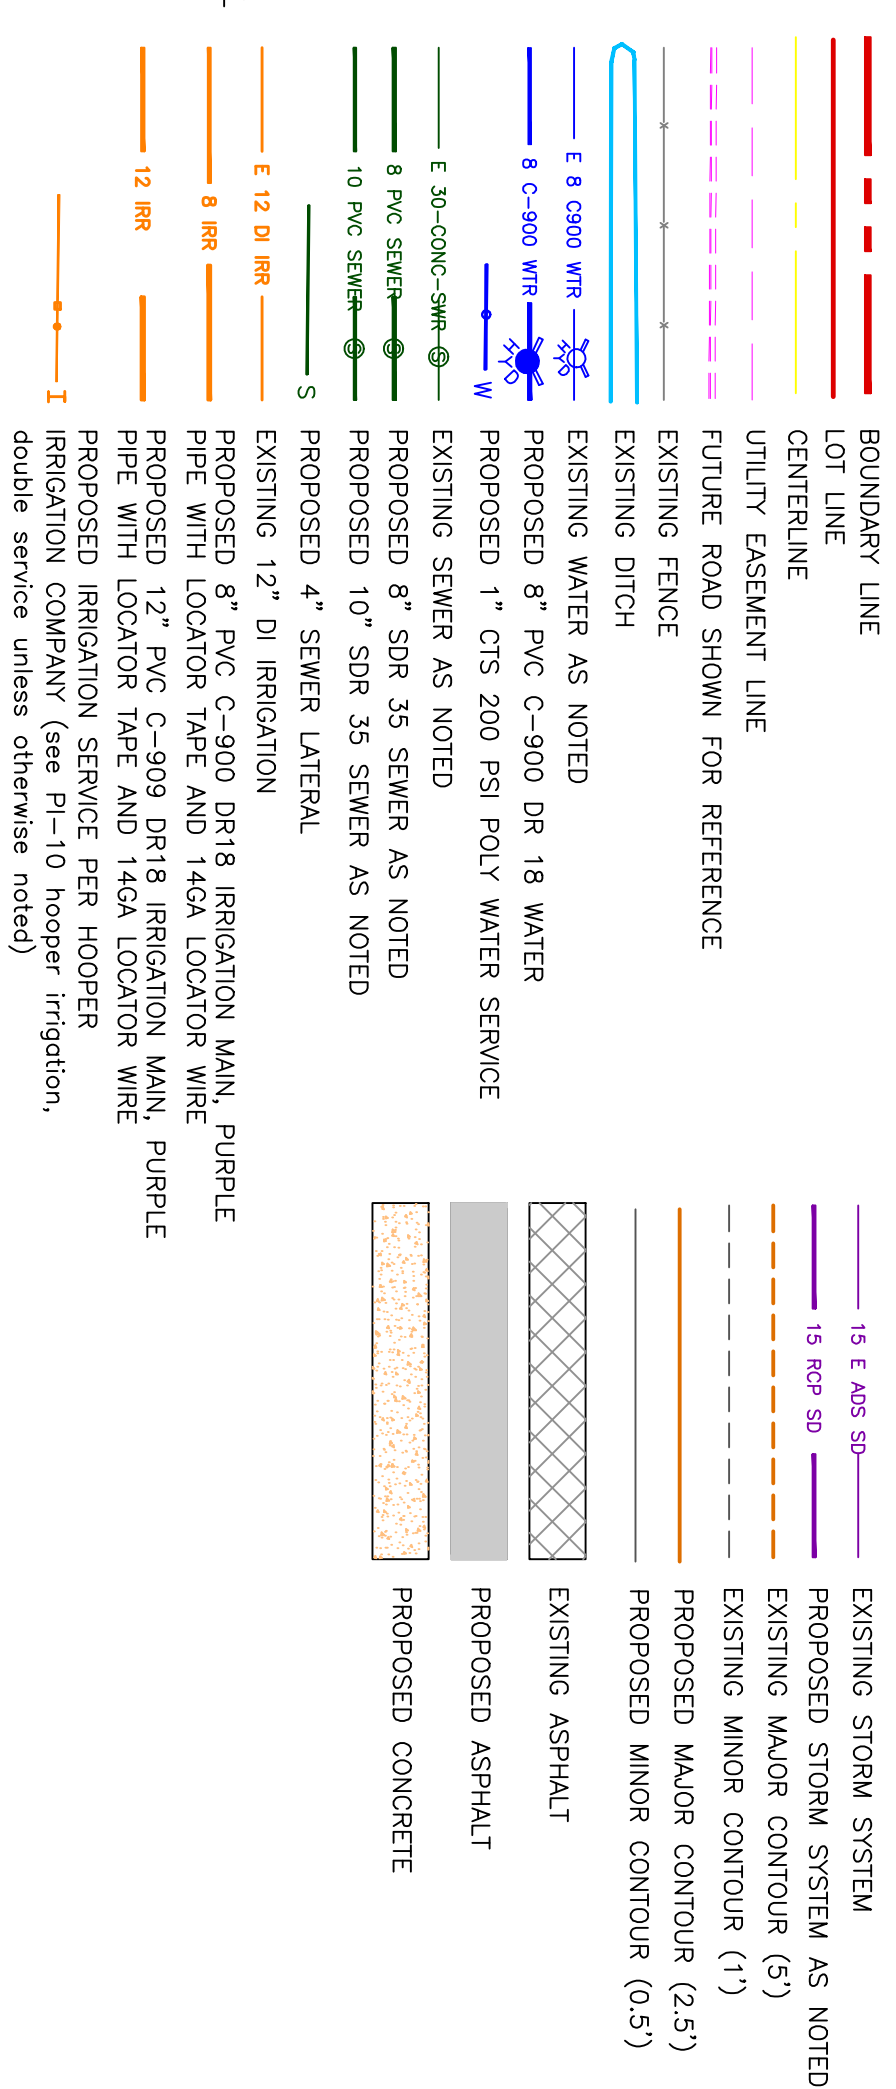 BOUNDARY LINE
LOT LINE
CENTERLINE
UTILITY EASEMENT LINE
FUTURE ROAD SHOWN FOR REFERENCE
EXISTING FENCE
EXISTING DITCH
E 8 C900 WTR HYD EXISTING WATER AS NOTED
8 C-900 WTR HYD PROPOSED 8" PVC C-900 DR 18 WATER
W PROPOSED 1" CTS 200 PSI POLY WATER SERVICE
E 30-CONC-SWR S EXISTING SEWER AS NOTED
8 PVC SEWER S PROPOSED 8" SDR 35 SEWER AS NOTED
10 PVC SEWER S PROPOSED 10" SDR 35 SEWER AS NOTED
S PROPOSED 4" SEWER LATERAL
E 12 DI IRR EXISTING 12" DI IRRIGATION
8 IRR PROPOSED 8" PVC C-900 DR18 IRRIGATION MAIN, PURPLE
PIPE WITH LOCATOR TAPE AND 14GA LOCATOR WIRE
12 IRR PROPOSED 12" PVC C-909 DR18 IRRIGATION MAIN, PURPLE
PIPE WITH LOCATOR TAPE AND 14GA LOCATOR WIRE
I PROPOSED IRRIGATION SERVICE PER HOOPER
IRRIGATION COMPANY (see PI-10 hooper irrigation,
double service unless otherwise noted)
15 E ADS SD EXISTING STORM SYSTEM
15 RCP SD PROPOSED STORM SYSTEM AS NOTED
EXISTING MAJOR CONTOUR (5')
EXISTING MINOR CONTOUR (1')
PROPOSED MAJOR CONTOUR (2.5')
PROPOSED MINOR CONTOUR (0.5')
EXISTING ASPHALT
PROPOSED ASPHALT
PROPOSED CONCRETE